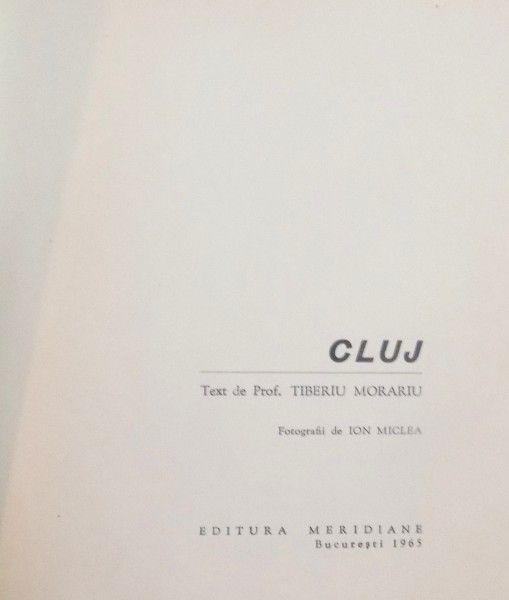 CLUJ
Text de Prof. TIBERIU MORARIU
Fotografii de ION MICLEA
EDITURA MERIDIANE
București 1965